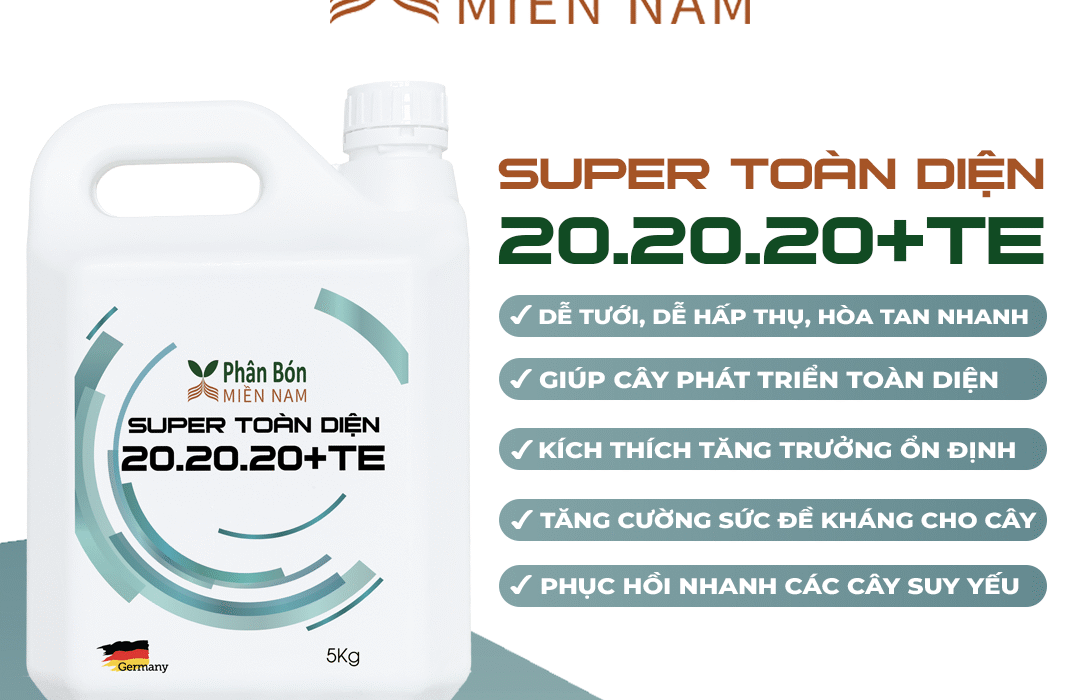 MIỀN NAM
SUPER TOÀN DIỆN
20.20.20+TE
✓ DỄ TƯỚI, DỄ HẤP THỤ, HÒA TAN NHANH
✓ GIÚP CÂY PHÁT TRIỂN TOÀN DIỆN
✓ KÍCH THÍCH TĂNG TRƯỞNG ỔN ĐỊNH
✓ TĂNG CƯỜNG SỨC ĐỀ KHÁNG CHO CÂY
✓ PHỤC HỒI NHANH CÁC CÂY SUY YẾU
Phân Bón
MIỀN NAM
SUPER TOÀN DIỆN
20.20.20+TE
Germany
5Kg